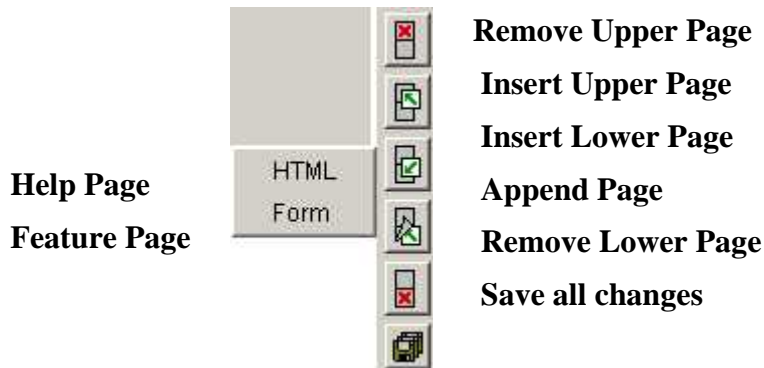 Remove Upper Page
Insert Upper Page
Insert Lower Page
HTML
Help Page
Append Page
Form
Feature Page
Remove Lower Page
Save all changes